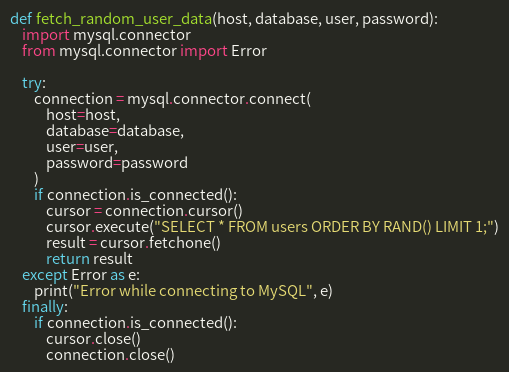 def fetch_random_user_data(host, database, user, password):
    import mysql.connector
    from mysql.connector import Error

    try:
        connection = mysql.connector.connect(
            host=host,
            database=database,
            user=user,
            password=password
        )
        if connection.is_connected():
            cursor = connection.cursor()
            cursor.execute("SELECT * FROM users ORDER BY RAND() LIMIT 1;")
            result = cursor.fetchone()
            return result
    except Error as e:
        print("Error while connecting to MySQL", e)
    finally:
        if connection.is_connected():
            cursor.close()
            connection.close()